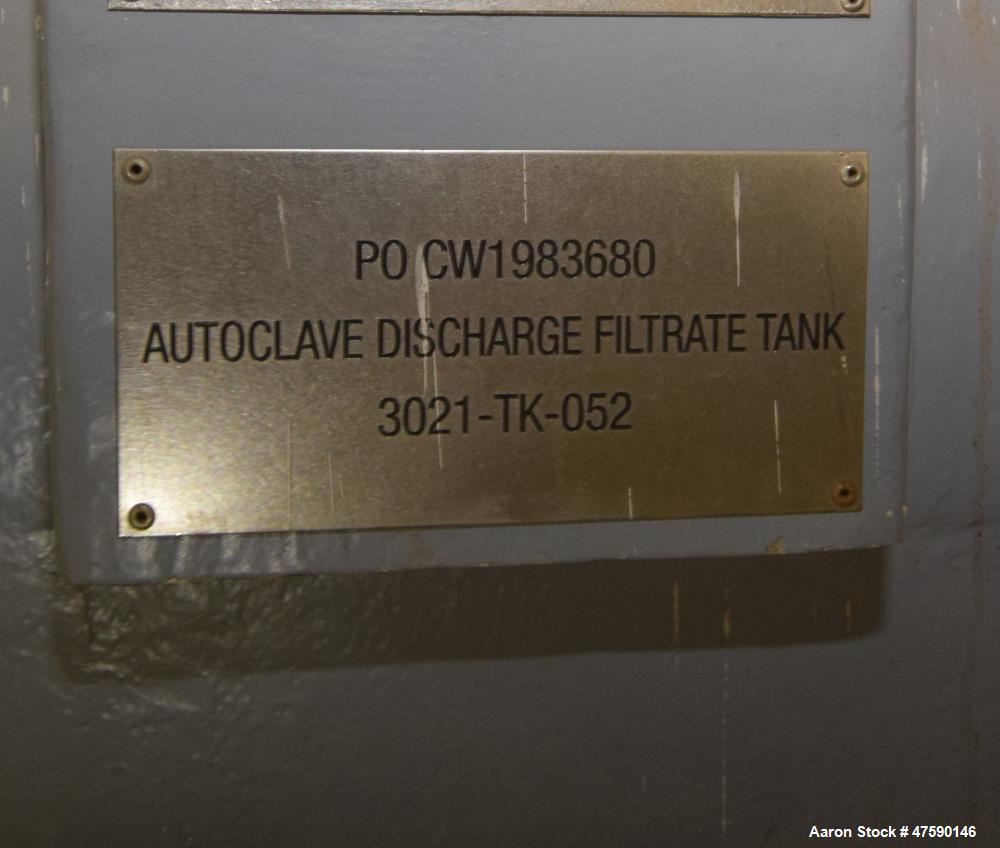 PO CW1983680
AUTOCLAVE DISCHARGE FILTRATE TANK
3021-TK-052
Aaron Stock # 47590146